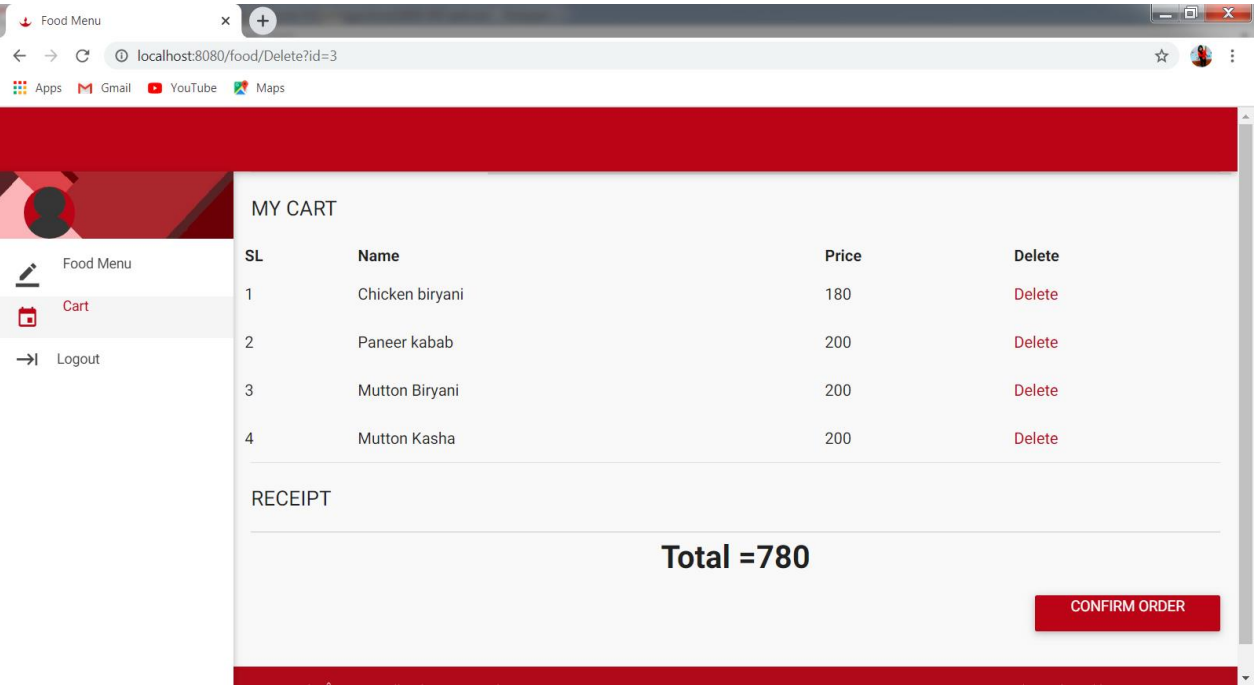 Food Menu
localhost:8080/food/Delete?id=3
Apps Gmail YouTube Maps
MY CART
Food Menu
Cart
Logout
SL Name Price Delete
1 Chicken biryani 180 Delete
2 Paneer kabab 200 Delete
3 Mutton Biryani 200 Delete
4 Mutton Kasha 200 Delete
RECEIPT
Total =780
CONFIRM ORDER